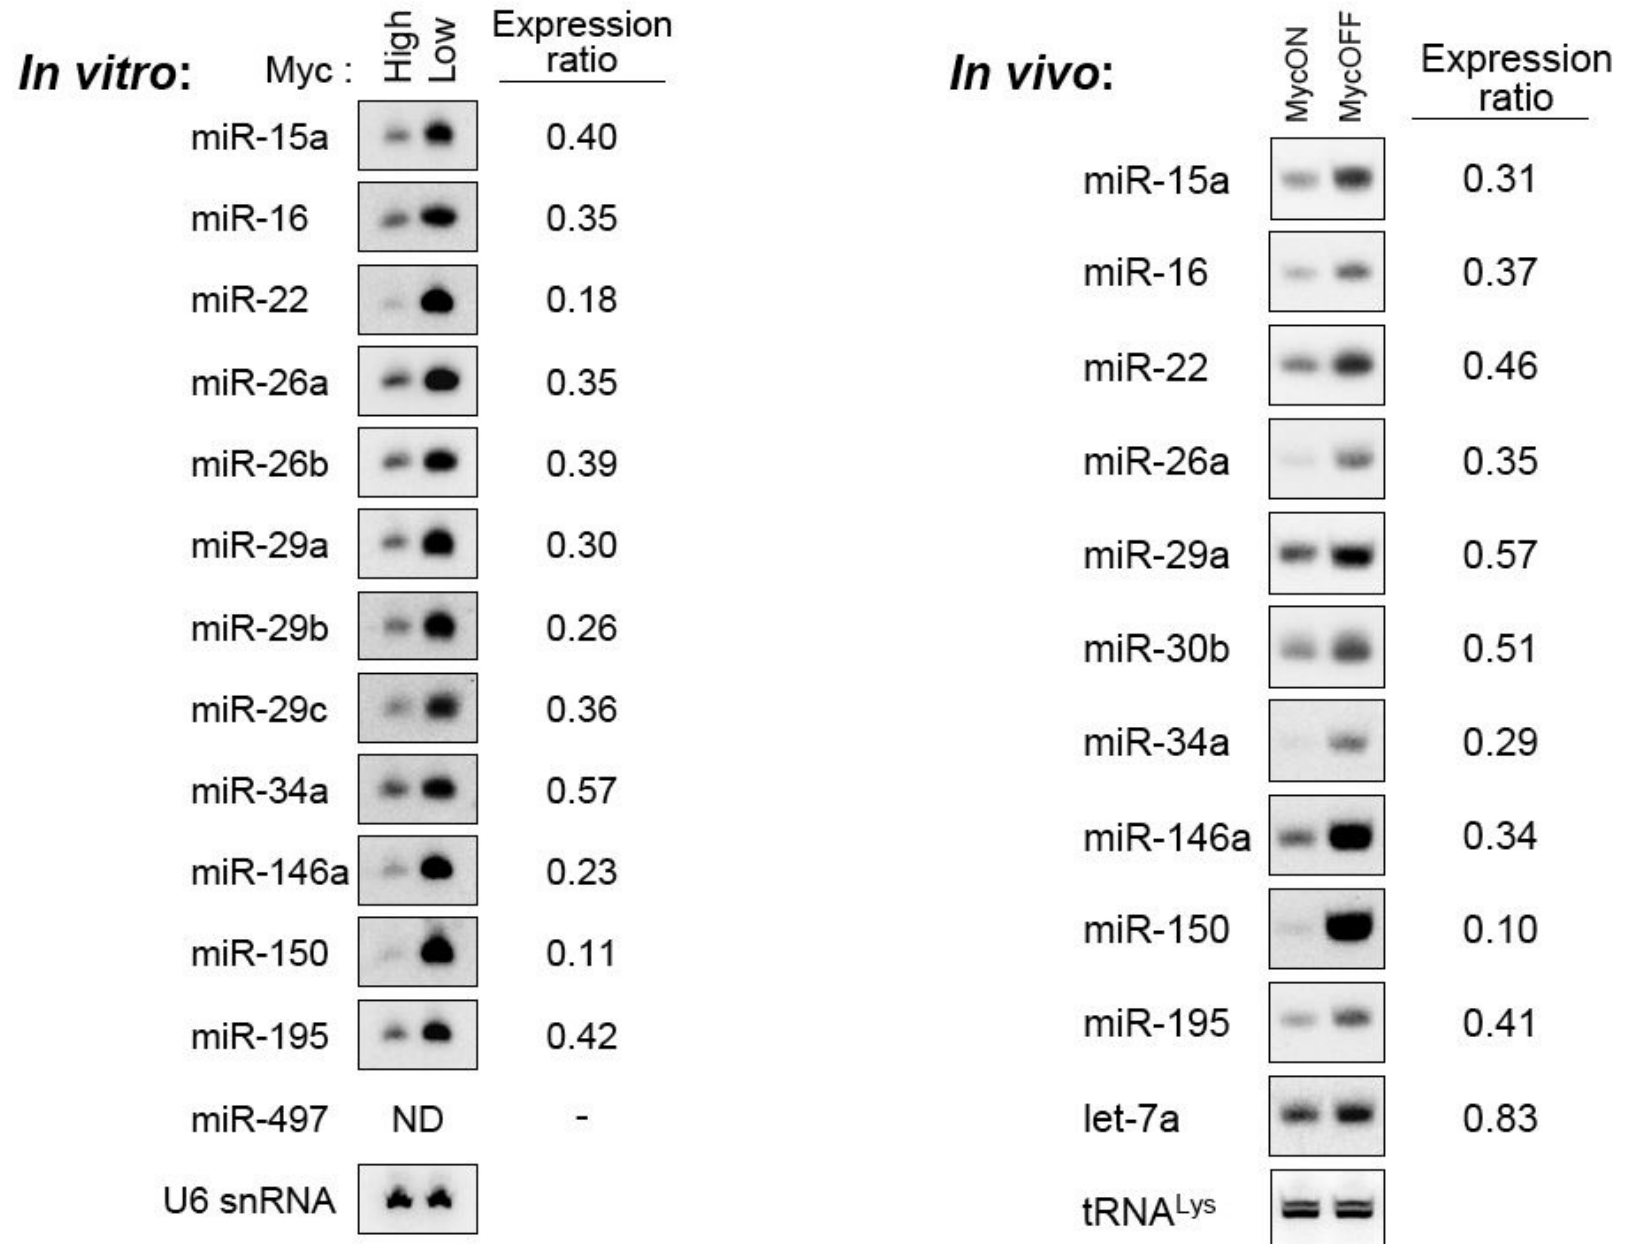 In vitro: Myc : High Low Expression ratio
miR-15a 0.40
miR-16 0.35
miR-22 0.18
miR-26a 0.35
miR-26b 0.39
miR-29a 0.30
miR-29b 0.26
miR-29c 0.36
miR-34a 0.57
miR-146a 0.23
miR-150 0.11
miR-195 0.42
miR-497 ND -
U6 snRNA
In vivo: MycON MycOFF Expression ratio
miR-15a 0.31
miR-16 0.37
miR-22 0.46
miR-26a 0.35
miR-29a 0.57
miR-30b 0.51
miR-34a 0.29
miR-146a 0.34
miR-150 0.10
miR-195 0.41
let-7a 0.83
tRNALys